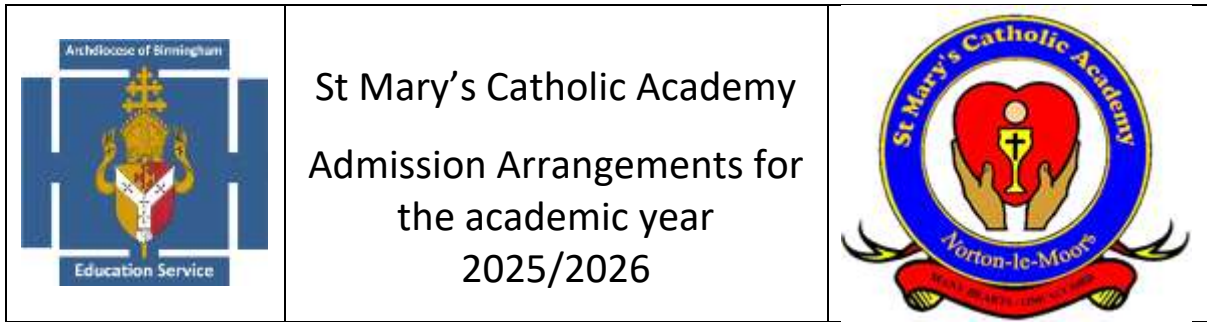 Archdiocese of Birmingham
Education Service
St Mary’s Catholic Academy
Admission Arrangements for
the academic year
2025/2026
St Mary's Catholic Academy
Norton-le-Moors